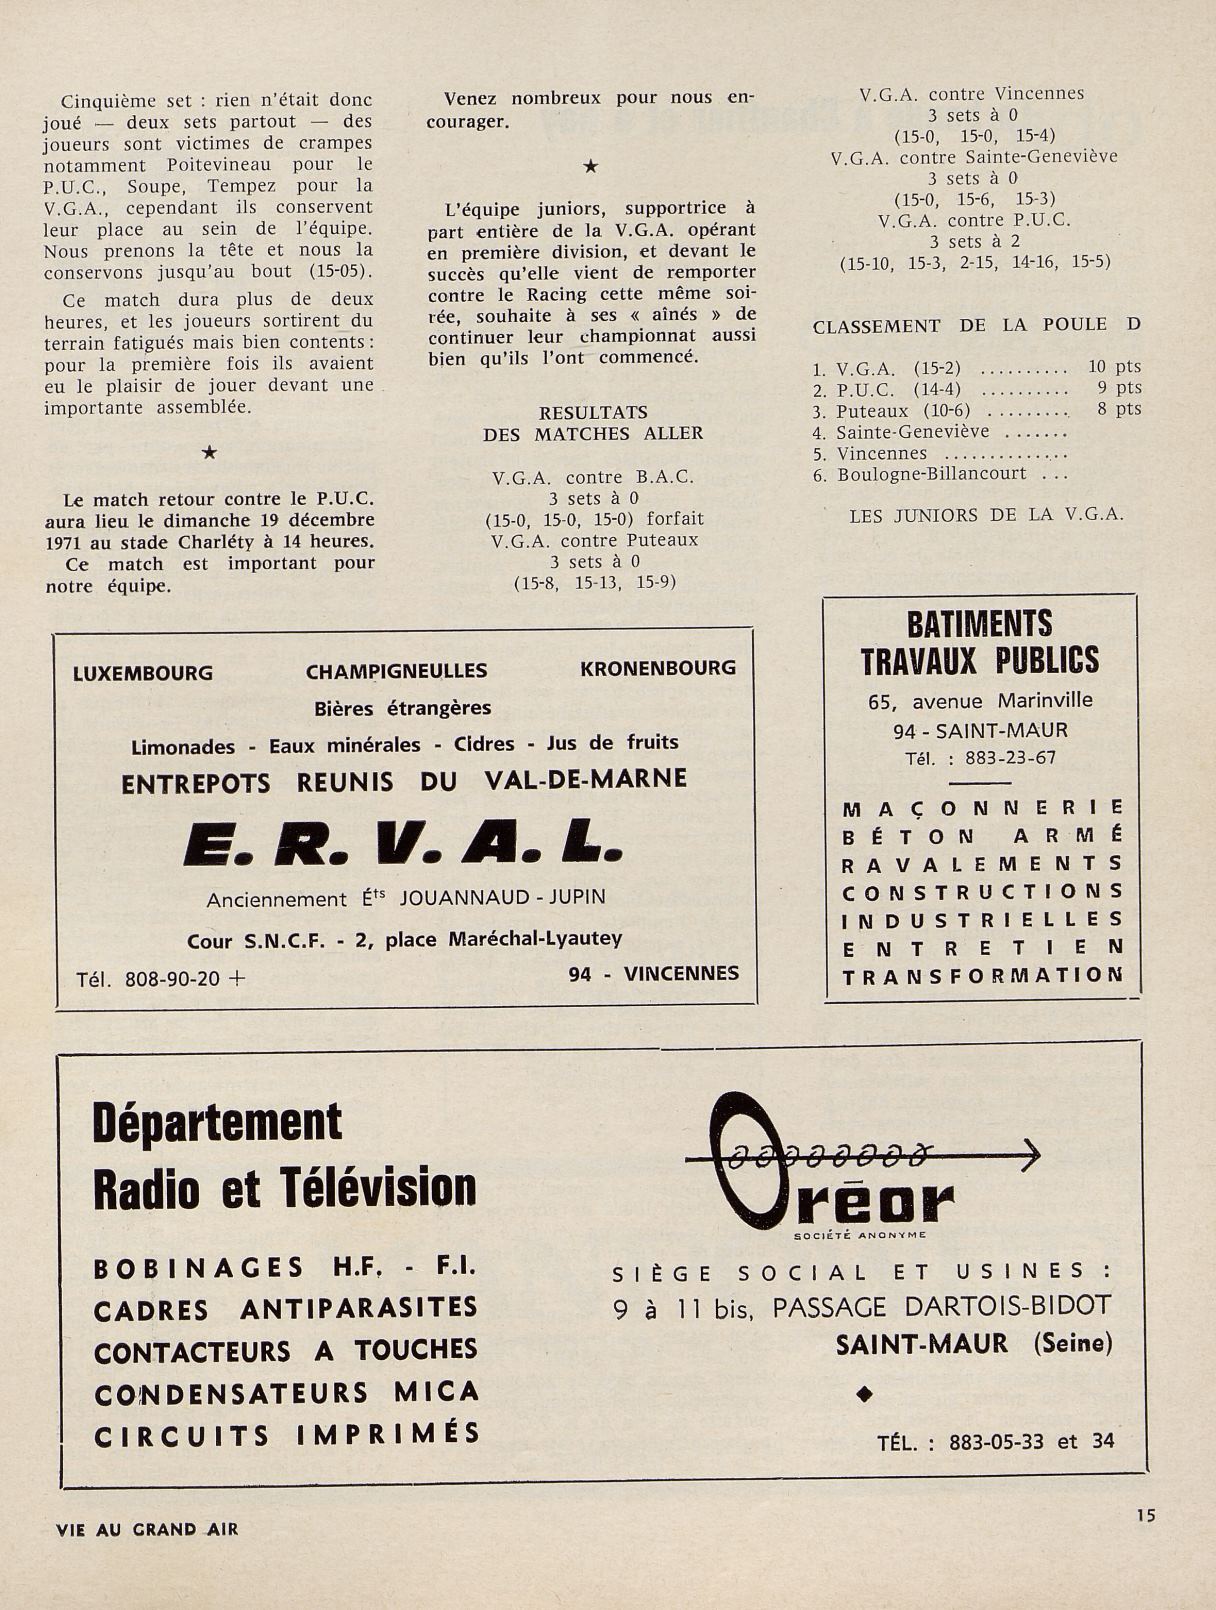 Cinquième set : rien n'était donc
joué — deux sets partout — des
joueurs sont victimes de crampes
notamment Poitevineau pour le
P.U.C., Soupe, Tempez pour la
V.G.A., cependant ils conservent
leur place au sein de l'équipe.
Nous prenons la tête et nous la
conservons jusqu'au bout (15-05).
Ce match dura plus de deux
heures, et les joueurs sortirent du
terrain fatigués mais bien contents :
pour la première fois ils avaient
eu le plaisir de jouer devant une
importante assemblée.
★
Le match retour contre le P.U.C.
aura lieu le dimanche 19 décembre
1971 au stade Charléty à 14 heures.
Ce match est important pour
notre équipe.
Venez nombreux pour nous en-
courager.
★
L'équipe juniors, supportrice à
part entière de la V.G.A. opérant
en première division, et devant le
succès qu'elle vient de remporter
contre le Racing cette même soi-
rée, souhaite à ses « aînés » de
continuer leur championnat aussi
bien qu'ils l'ont commencé.
RESULTATS
DES MATCHES ALLER
V.G.A. contre B.A.C.
3 sets à 0
(15-0, 15-0, 15-0) forfait
V.G.A. contre Puteaux
3 sets à 0
(15-8, 15-13, 15-9)
V.G.A. contre Vincennes
3 sets à 0
(15-0, 15-0, 15-4)
V.G.A. contre Sainte-Geneviève
3 sets à 0
(15-0, 15-6, 15-3)
V.G.A. contre P.U.C.
3 sets à 2
(15-10, 15-3, 2-15, 14-16, 15-5)
CLASSEMENT DE LA POULE D
1. V.G.A. (15-2) .......... 10 pts
2. P.U.C. (14-4) .......... 9 pts
3. Puteaux (10-6) ......... 8 pts
4. Sainte-Geneviève .......
5. Vincennes ..............
6. Boulogne-Billancourt ...
LES JUNIORS DE LA V.G.A.
LUXEMBOURG CHAMPIGNEULLES KRONENBOURG
Bières étrangères
Limonades - Eaux minérales - Cidres - Jus de fruits
ENTREPOTS REUNIS DU VAL-DE-MARNE
E. R. V. A. L.
Anciennement Éts JOUANNAUD - JUPIN
Cour S.N.C.F. - 2, place Maréchal-Lyautey
Tél. 808-90-20 + 94 - VINCENNES
BATIMENTS
TRAVAUX PUBLICS
65, avenue Marinville
94 - SAINT-MAUR
Tél. : 883-23-67
MAÇONNERIE
BÉTON ARMÉ
RAVALEMENTS
CONSTRUCTIONS
INDUSTRIELLES
ENTRETIEN
TRANSFORMATION
Département
Radio et Télévision
BOBINAGES H.F. - F.I.
CADRES ANTIPARASITES
CONTACTEURS A TOUCHES
CONDENSATEURS MICA
CIRCUITS IMPRIMÉS
Oréor
SOCIÉTÉ ANONYME
SIÈGE SOCIAL ET USINES :
9 à 11 bis, PASSAGE DARTOIS-BIDOT
SAINT-MAUR (Seine)
◆
TÉL. : 883-05-33 et 34
VIE AU GRAND AIR
15